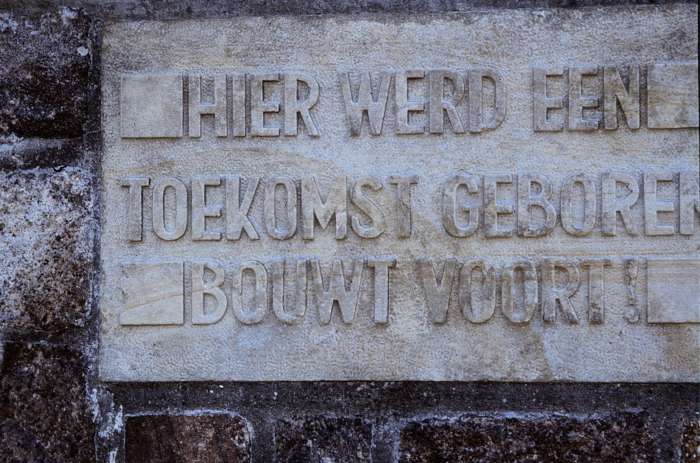 HIER WERD EEN
TOEKOMST GEBOREN
BOUWT VOORT!